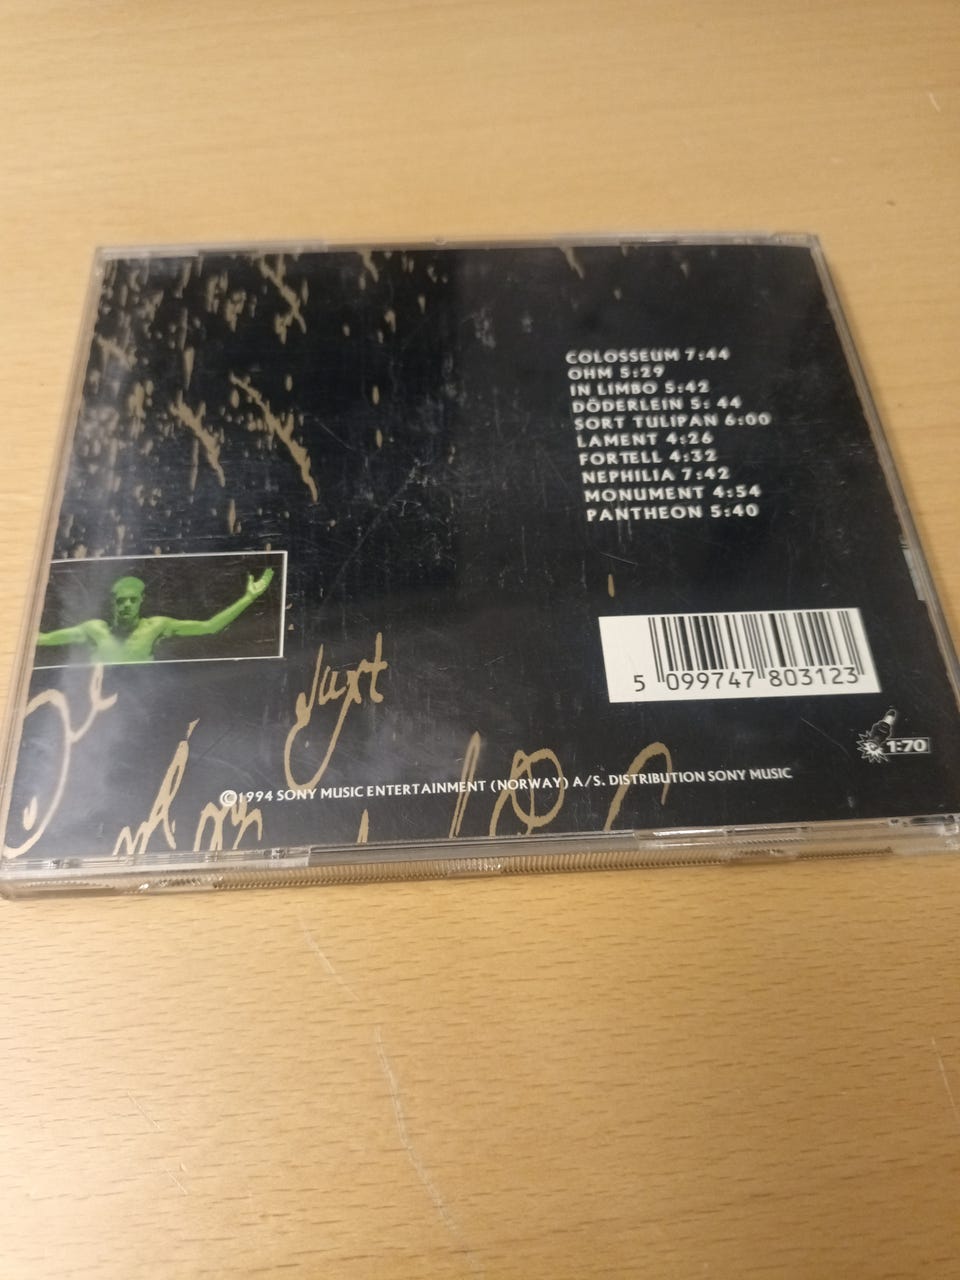 COLOSSEUM 7:44
OHM 5:29
IN LIMBO 5:42
DÖDERLEIN 5: 44
SORT TULIPAN 6:00
LAMENT 4:26
FORTELL 4:32
NEPHILIA 7:42
MONUMENT 4:54
PANTHEON 5:40
5 099747 803123
1:70
©1994 SONY MUSIC ENTERTAINMENT (NORWAY) A/S. DISTRIBUTION SONY MUSIC